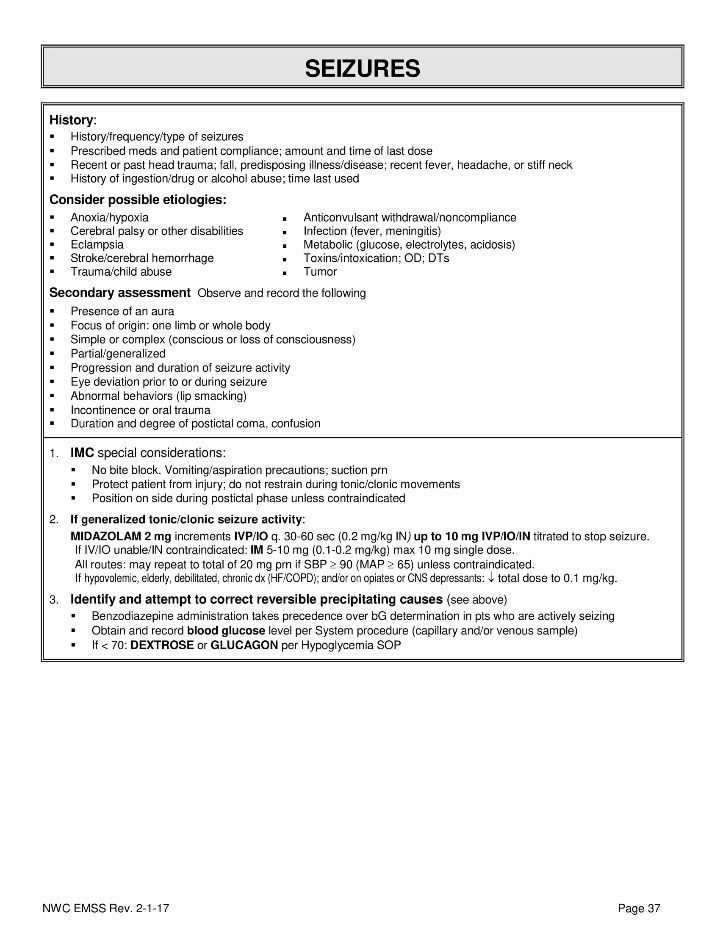 SEIZURES
History:
▪ History/frequency/type of seizures
▪ Prescribed meds and patient compliance; amount and time of last dose
▪ Recent or past head trauma; fall, predisposing illness/disease; recent fever, headache, or stiff neck
▪ History of ingestion/drug or alcohol abuse; time last used
Consider possible etiologies:
▪ Anoxia/hypoxia
▪ Cerebral palsy or other disabilities
▪ Eclampsia
▪ Stroke/cerebral hemorrhage
▪ Trauma/child abuse
▪ Anticonvulsant withdrawal/noncompliance
▪ Infection (fever, meningitis)
▪ Metabolic (glucose, electrolytes, acidosis)
▪ Toxins/intoxication; OD; DTs
▪ Tumor
Secondary assessment Observe and record the following
▪ Presence of an aura
▪ Focus of origin: one limb or whole body
▪ Simple or complex (conscious or loss of consciousness)
▪ Partial/generalized
▪ Progression and duration of seizure activity
▪ Eye deviation prior to or during seizure
▪ Abnormal behaviors (lip smacking)
▪ Incontinence or oral trauma
▪ Duration and degree of postictal coma, confusion
1. IMC special considerations:
▪ No bite block. Vomiting/aspiration precautions; suction prn
▪ Protect patient from injury; do not restrain during tonic/clonic movements
▪ Position on side during postictal phase unless contraindicated
2. If generalized tonic/clonic seizure activity:
MIDAZOLAM 2 mg increments IVP/IO q. 30-60 sec (0.2 mg/kg IN) up to 10 mg IVP/IO/IN titrated to stop seizure.
If IV/IO unable/IN contraindicated: IM 5-10 mg (0.1-0.2 mg/kg) max 10 mg single dose.
All routes: may repeat to total of 20 mg prn if SBP ≥ 90 (MAP ≥ 65) unless contraindicated.
If hypovolemic, elderly, debilitated, chronic dx (HF/COPD); and/or on opiates or CNS depressants: ↓ total dose to 0.1 mg/kg.
3. Identify and attempt to correct reversible precipitating causes (see above)
▪ Benzodiazepine administration takes precedence over bG determination in pts who are actively seizing
▪ Obtain and record blood glucose level per System procedure (capillary and/or venous sample)
▪ If < 70: DEXTROSE or GLUCAGON per Hypoglycemia SOP
NWC EMSS Rev. 2-1-17
Page 37